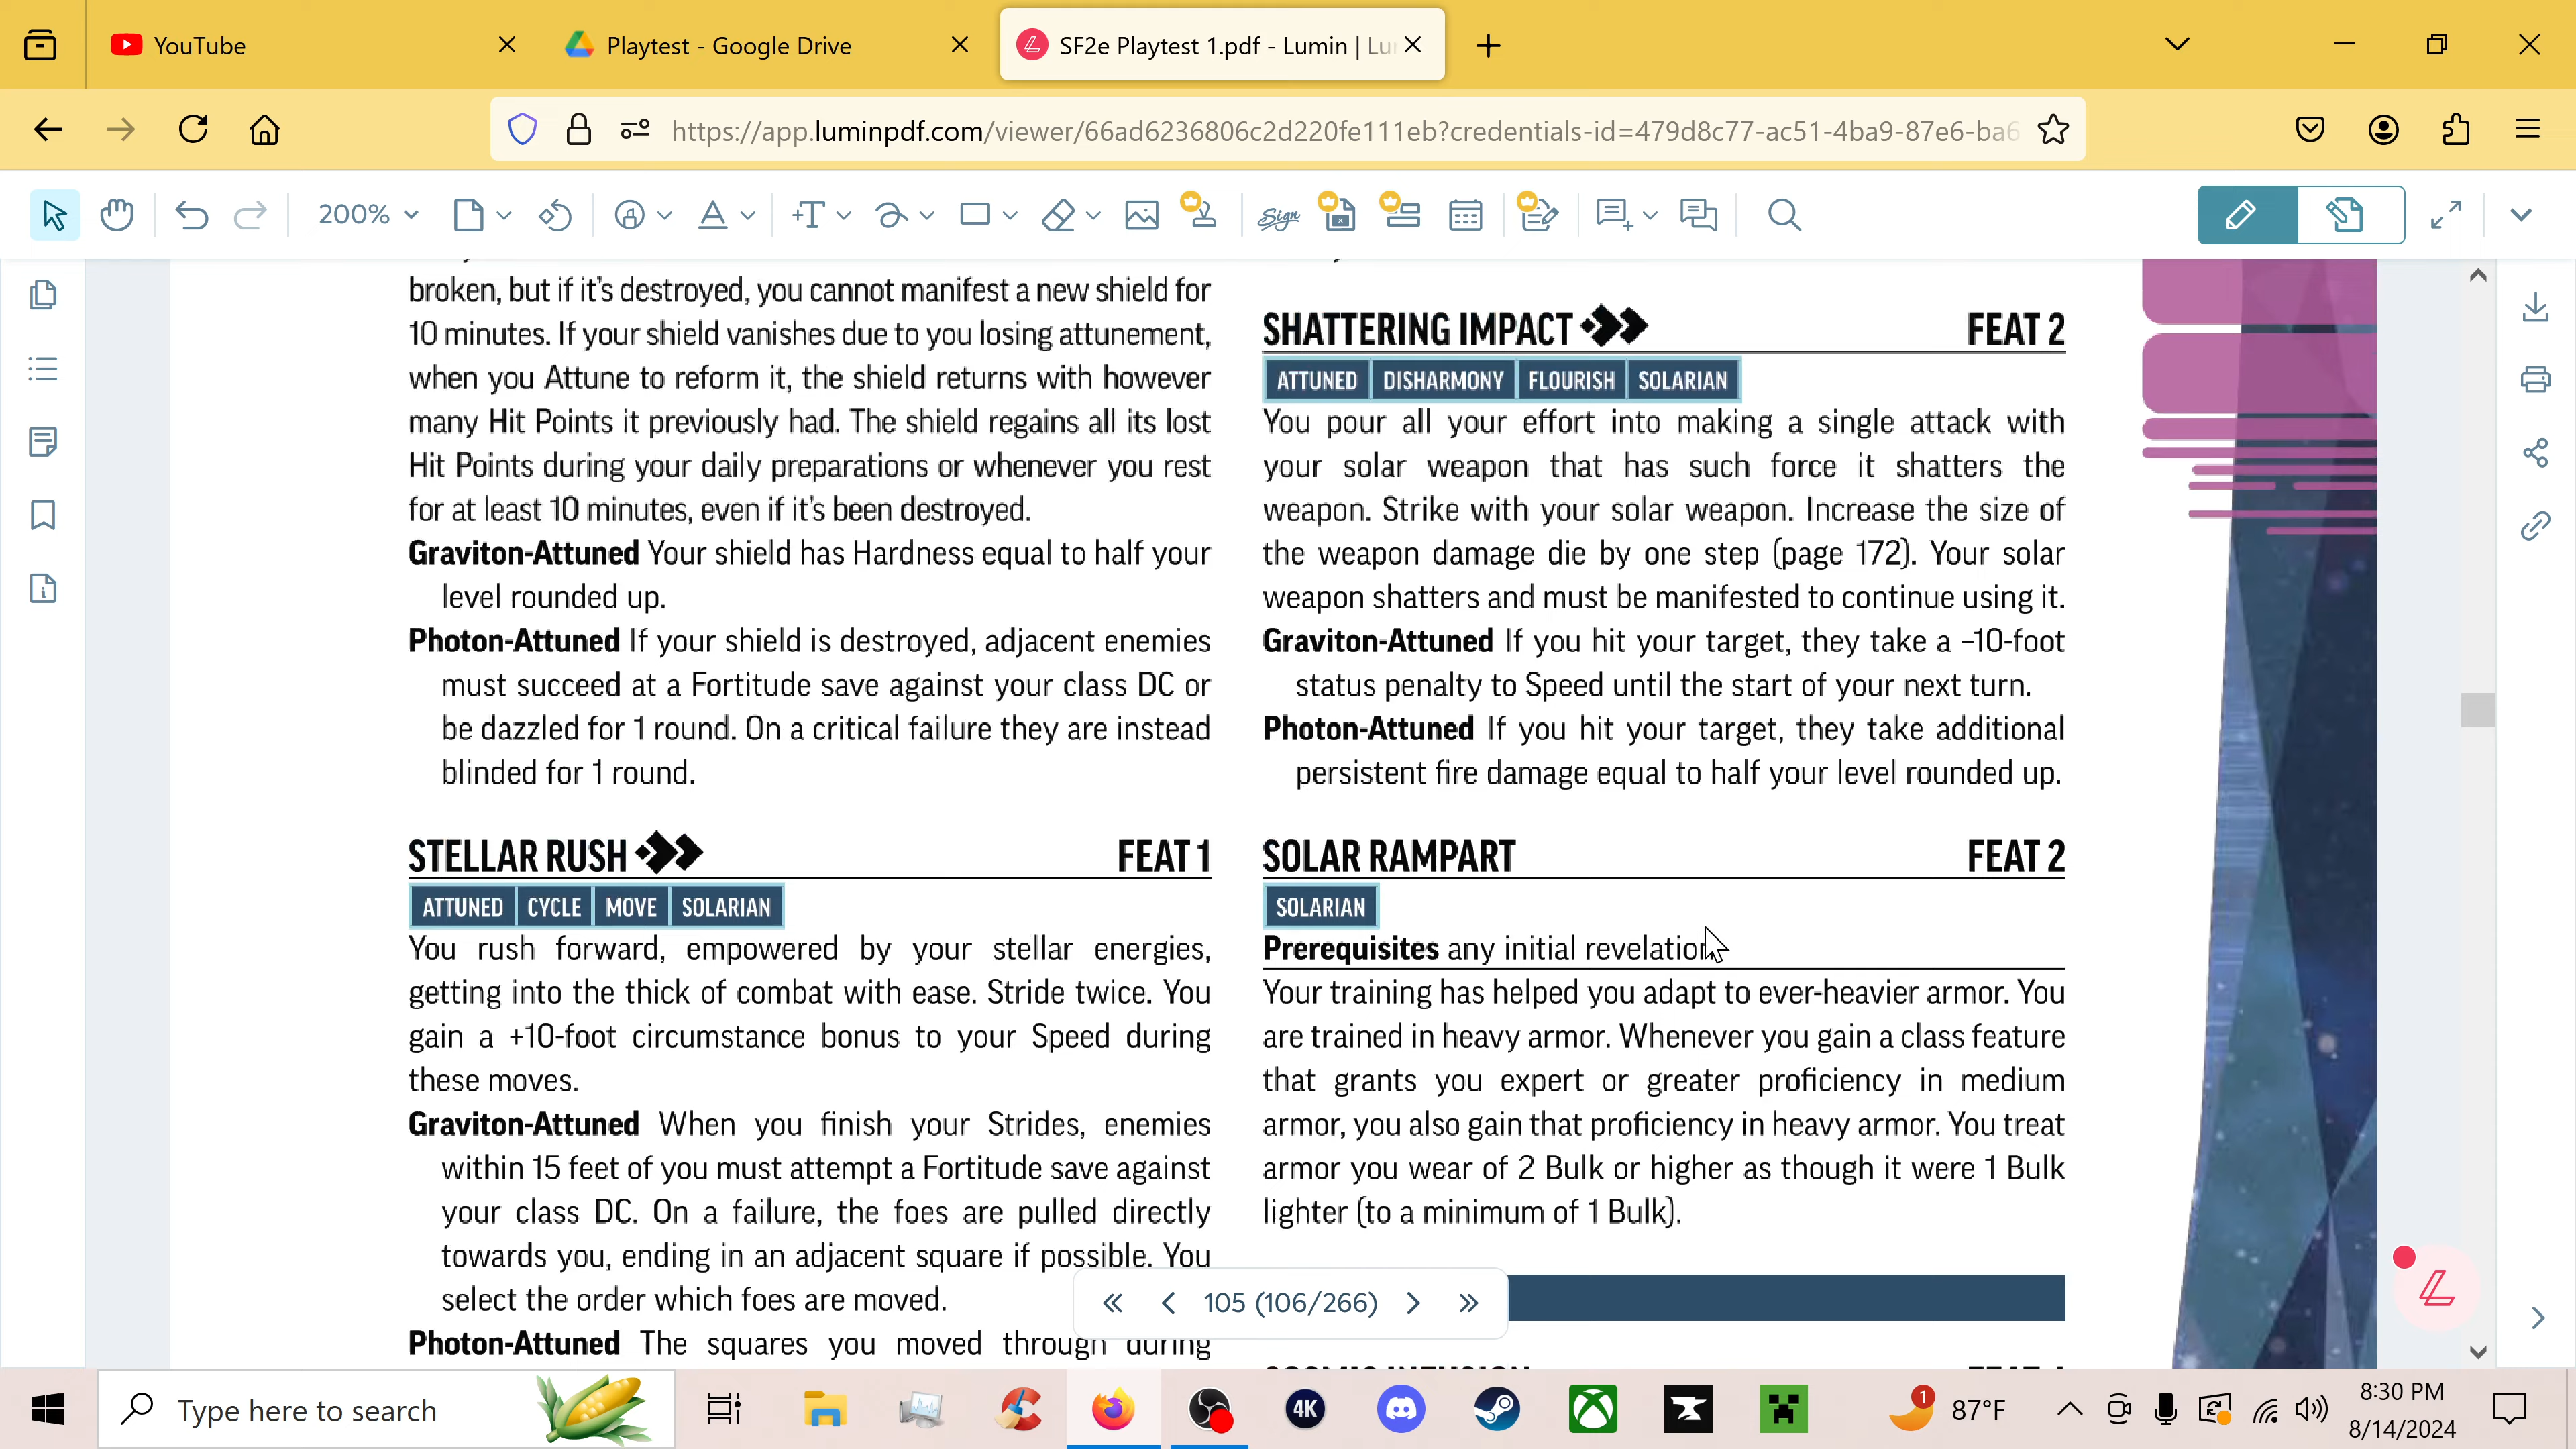 YouTube
Playtest - Google Drive
SF2e Playtest 1.pdf - Lumin | Lu
https://app.luminpdf.com/viewer/66ad6236806c2d220fe111eb?credentials-id=479d8c77-ac51-4ba9-87e6-ba6
200%
Sign
broken, but if it's destroyed, you cannot manifest a new shield for
10 minutes. If your shield vanishes due to you losing attunement,
when you Attune to reform it, the shield returns with however
many Hit Points it previously had. The shield regains all its lost
Hit Points during your daily preparations or whenever you rest
for at least 10 minutes, even if it's been destroyed.
Graviton-Attuned Your shield has Hardness equal to half your
level rounded up.
Photon-Attuned If your shield is destroyed, adjacent enemies
must succeed at a Fortitude save against your class DC or
be dazzled for 1 round. On a critical failure they are instead
blinded for 1 round.
STELLAR RUSH FEAT 1
ATTUNED CYCLE MOVE SOLARIAN
You rush forward, empowered by your stellar energies,
getting into the thick of combat with ease. Stride twice. You
gain a +10-foot circumstance bonus to your Speed during
these moves.
Graviton-Attuned When you finish your Strides, enemies
within 15 feet of you must attempt a Fortitude save against
your class DC. On a failure, the foes are pulled directly
towards you, ending in an adjacent square if possible. You
select the order which foes are moved.
Photon-Attuned The squares you moved through during
SHATTERING IMPACT FEAT 2
ATTUNED DISHARMONY FLOURISH SOLARIAN
You pour all your effort into making a single attack with
your solar weapon that has such force it shatters the
weapon. Strike with your solar weapon. Increase the size of
the weapon damage die by one step (page 172). Your solar
weapon shatters and must be manifested to continue using it.
Graviton-Attuned If you hit your target, they take a –10-foot
status penalty to Speed until the start of your next turn.
Photon-Attuned If you hit your target, they take additional
persistent fire damage equal to half your level rounded up.
SOLAR RAMPART FEAT 2
SOLARIAN
Prerequisites any initial revelation
Your training has helped you adapt to ever-heavier armor. You
are trained in heavy armor. Whenever you gain a class feature
that grants you expert or greater proficiency in medium
armor, you also gain that proficiency in heavy armor. You treat
armor you wear of 2 Bulk or higher as though it were 1 Bulk
lighter (to a minimum of 1 Bulk).
105 (106/266)
Type here to search
4K
1
87°F
8:30 PM
8/14/2024